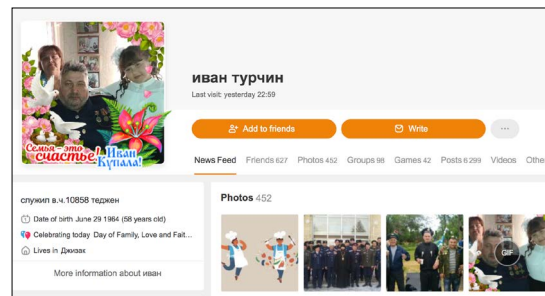 иван турчин
Last visit: yesterday 22:59
Add to friends
Write
...
News Feed Friends 627 Photos 452 Groups 98 Games 42 Posts 6 299 Videos Othe
Семья - это
счастье!
Иван
Купала!
служил в.ч.10858 теджен
Date of birth June 29 1964 (58 years old)
Celebrating today Day of Family, Love and Fait...
Lives in Джизак
More information about иван
Photos 452
GIF